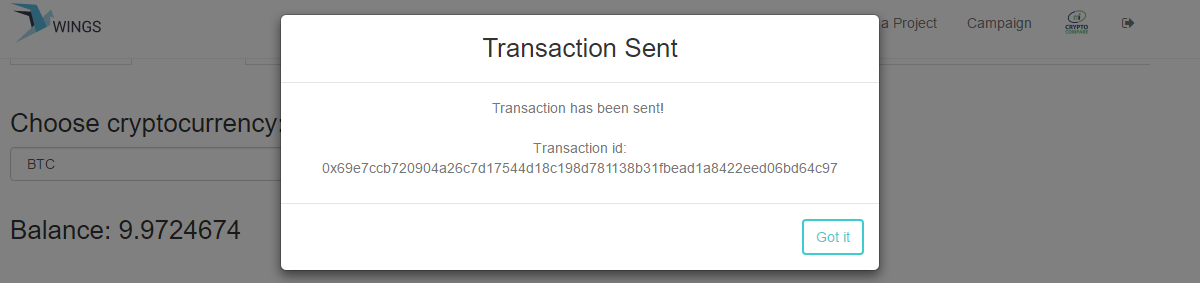 WINGS
a Project
Campaign
CRYPTO
COMPARE
Transaction Sent
Transaction has been sent!
Transaction id:
0x69e7ccb720904a26c7d17544d18c198d781138b31fbead1a8422eed06bd64c97
Choose cryptocurrency:
BTC
Balance: 9.9724674
Got it